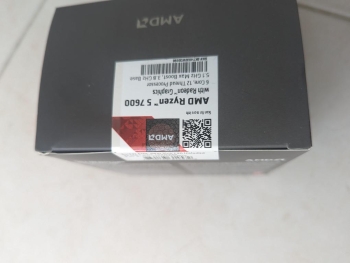 AMD
AMD Ryzen™ 5 7600
with Radeon™ Graphics
6 Core, 12 Thread Processor
5.1 GHz Max Boost, 3.8 GHz Base
AMD
AMD